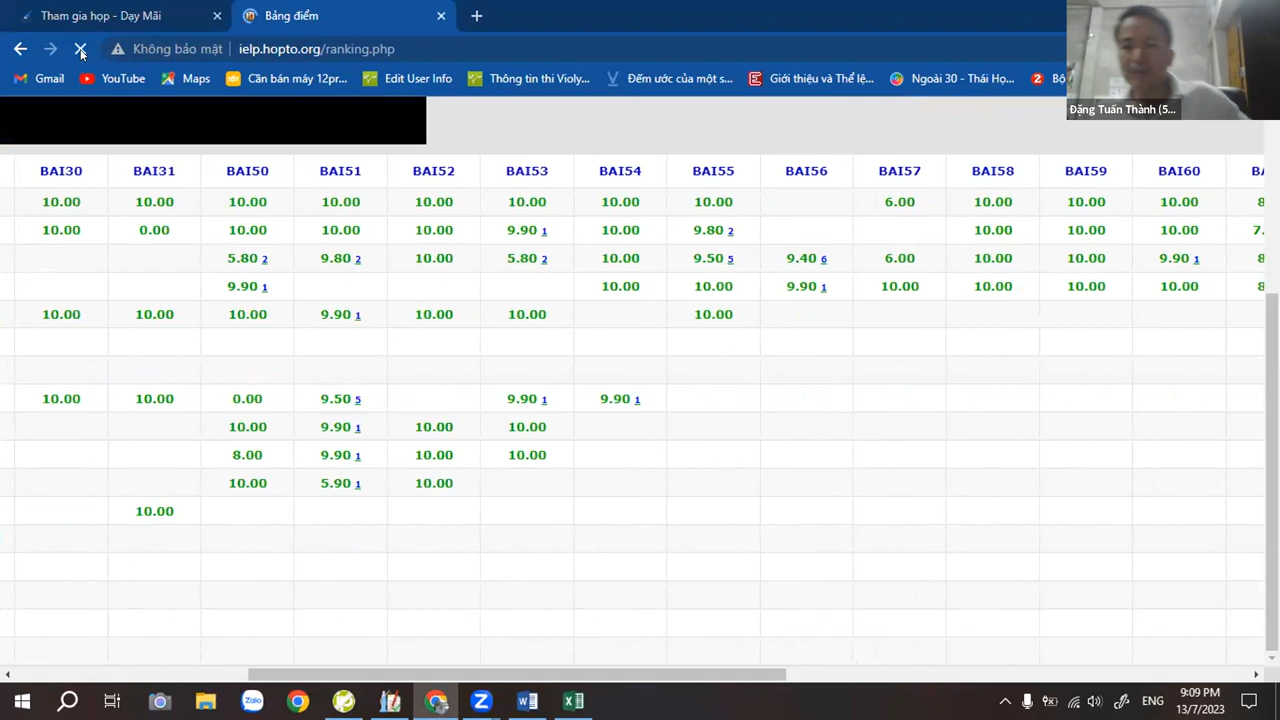 Tham gia họp - Dạy Mãi
Bảng điểm
Không bảo mật
ielp.hopto.org/ranking.php
Gmail YouTube Maps Căn bán máy 12pr... Edit User Info Thông tin thi Violy... Đếm ước của một s... Giới thiệu và Thể lệ... Ngoài 30 - Thái Họ... Bộ
Đặng Tuấn Thành (5...
BAI30 BAI31 BAI50 BAI51 BAI52 BAI53 BAI54 BAI55 BAI56 BAI57 BAI58 BAI59 BAI60
10.00 10.00 10.00 10.00 10.00 10.00 10.00 10.00 6.00 10.00 10.00 10.00 8
10.00 0.00 10.00 10.00 10.00 9.90 1 10.00 9.80 2 10.00 10.00 10.00 7.
5.80 2 9.80 2 10.00 5.80 2 10.00 9.50 5 9.40 6 6.00 10.00 10.00 9.90 1 8
9.90 1 10.00 10.00 9.90 1 10.00 10.00 10.00 10.00 8
10.00 10.00 10.00 9.90 1 10.00 10.00 10.00
10.00 10.00 0.00 9.50 5 9.90 1 9.90 1
10.00 9.90 1 10.00 10.00
8.00 9.90 1 10.00 10.00
10.00 5.90 1 10.00
10.00
Zalo
ENG
9:09 PM
13/7/2023